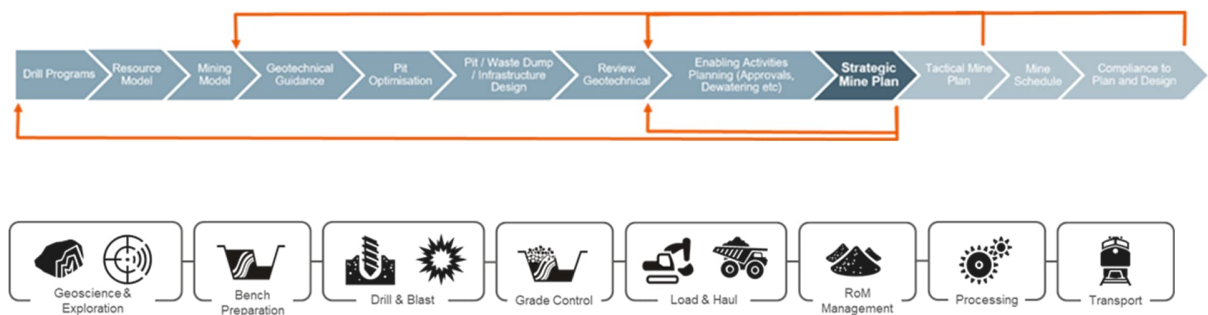 Drill Programs
Resource
Model
Mining
Model
Geotechnical
Guidance
Pit
Optimisation
Pit / Waste Dump
/ Infrastructure
Design
Review
Geotechnical
Enabling Activities
Planning (Approvals,
Dewatering etc)
Strategic
Mine Plan
Tactical Mine
Plan
Mine
Schedule
Compliance to
Plan and Design
Geoscience &
Exploration
Bench
Preparation
Drill & Blast
Grade Control
Load & Haul
RoM
Management
Processing
Transport